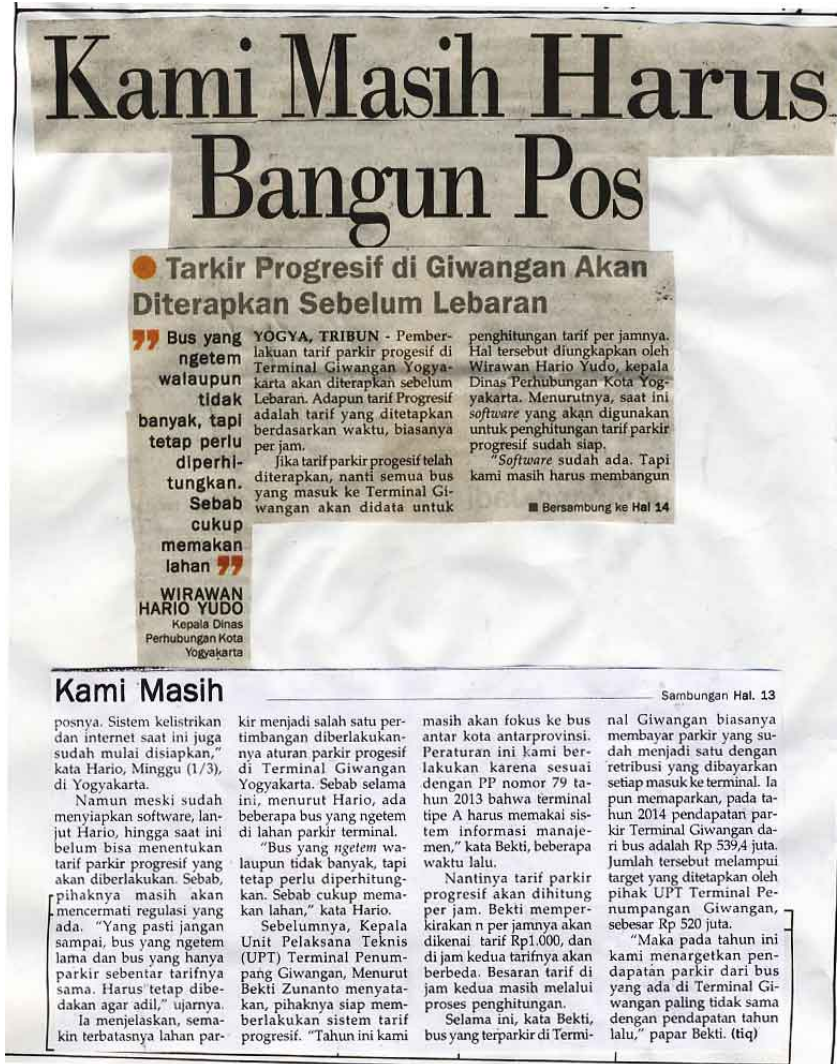 Kami Masih Harus
Bangun Pos
Tarkir Progresif di Giwangan Akan
Diterapkan Sebelum Lebaran
Bus yang
ngetem
walaupun
tidak
banyak, tapi
tetap perlu
diperhi-
tungkan.
Sebab
cukup
memakan
lahan
WIRAWAN
HARIO YUDO
Kepala Dinas
Perhubungan Kota
Yogyakarta
YOGYA, TRIBUN - Pember-
lakuan tarif parkir progesif di
Terminal Giwangan Yogya-
karta akan diterapkan sebelum
Lebaran. Adapun tarif Progresif
adalah tarif yang ditetapkan
berdasarkan waktu, biasanya
per jam.
Jika tarif parkir progesif telah
diterapkan, nanti semua bus
yang masuk ke Terminal Gi-
wangan akan didata untuk
penghitungan tarif per jamnya.
Hal tersebut diungkapkan oleh
Wirawan Hario Yudo, kepala
Dinas Perhubungan Kota Yog-
yakarta. Menurutnya, saat ini
software yang akan digunakan
untuk penghitungan tarif parkir
progresif sudah siap.
"Software sudah ada. Tapi
kami masih harus membangun
■ Bersambung ke Hal 14
Kami Masih
Sambungan Hal. 13
posnya. Sistem kelistrikan
dan internet saat ini juga
sudah mulai disiapkan,"
kata Hario, Minggu (1/3),
di Yogyakarta.
Namun meski sudah
menyiapkan software, lan-
jut Hario, hingga saat ini
belum bisa menentukan
tarif parkir progresif yang
akan diberlakukan. Sebab,
pihaknya masih akan
mencermati regulasi yang
ada. "Yang pasti jangan
sampai, bus yang ngetem
lama dan bus yang hanya
parkir sebentar tarifnya
sama. Harus tetap dibe-
dakan agar adil," ujarnya.
Ia menjelaskan, sema-
kin terbatasnya lahan par-
kir menjadi salah satu per-
timbangan diberlakukan-
nya aturan parkir progesif
di Terminal Giwangan
Yogyakarta. Sebab selama
ini, menurut Hario, ada
beberapa bus yang ngetem
di lahan parkir terminal.
"Bus yang ngetem wa-
laupun tidak banyak, tapi
tetap perlu diperhitung-
kan. Sebab cukup mema-
kan lahan," kata Hario.
Sebelumnya, Kepala
Unit Pelaksana Teknis
(UPT) Terminal Penum-
pang Giwangan, Menurut
Bekti Zunanto menyata-
kan, pihaknya siap mem-
berlakukan sistem tarif
progresif. "Tahun ini kami
masih akan fokus ke bus
antar kota antarprovinsi.
Peraturan ini kami ber-
lakukan karena sesuai
dengan PP nomor 79 ta-
hun 2013 bahwa terminal
tipe A harus memakai sis-
tem informasi manaje-
men," kata Bekti, beberapa
waktu lalu.
Nantinya tarif parkir
progresif akan dihitung
per jam. Bekti memper-
kirakan n per jamnya akan
dikenai tarif Rp1.000, dan
di jam kedua tarifnya akan
berbeda. Besaran tarif di
jam kedua masih melalui
proses penghitungan.
Selama ini, kata Bekti,
bus yang terparkir di Termi-
nal Giwangan biasanya
membayar parkir yang su-
dah menjadi satu dengan
retribusi yang dibayarkan
setiap masuk ke terminal. Ia
pun memaparkan, pada ta-
hun 2014 pendapatan par-
kir Terminal Giwangan da-
ri bus adalah Rp 539,4 juta.
Jumlah tersebut melampui
target yang ditetapkan oleh
pihak UPT Terminal Pe-
numpangan Giwangan,
sebesar Rp 520 juta.
"Maka pada tahun ini
kami menargetkan pen-
dapatan parkir dari bus
yang ada di Terminal Gi-
wangan paling tidak sama
dengan pendapatan tahun
lalu," papar Bekti. (tiq)